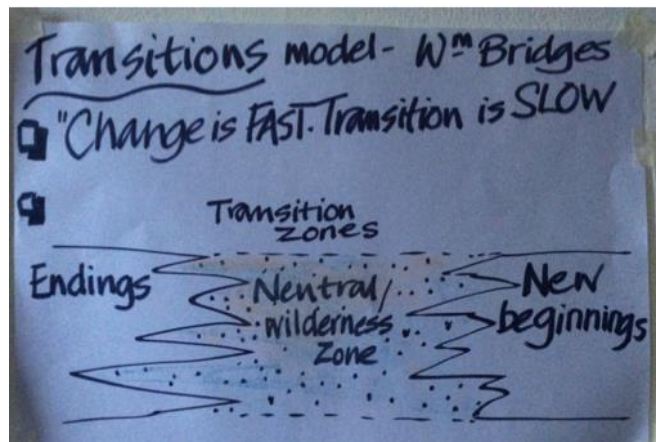 Transitions model - Wᵐ Bridges
"Change is FAST. Transition is SLOW
Transition
zones
Endings
Neutral/
wilderness
Zone
New
beginnings